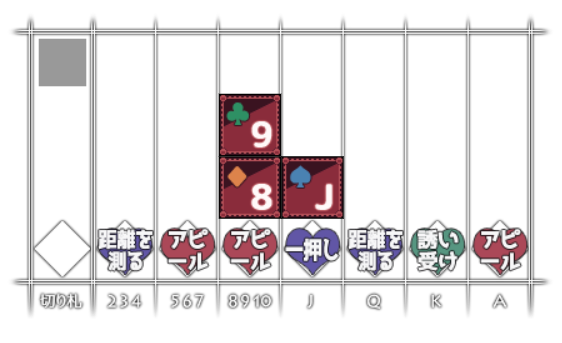 9
8
J
距離を
測る
アピ
ール
アピ
ール
一押し
距離を
測る
誘い
受け
アピ
ール
切り札 234 567 8910 J Q K A